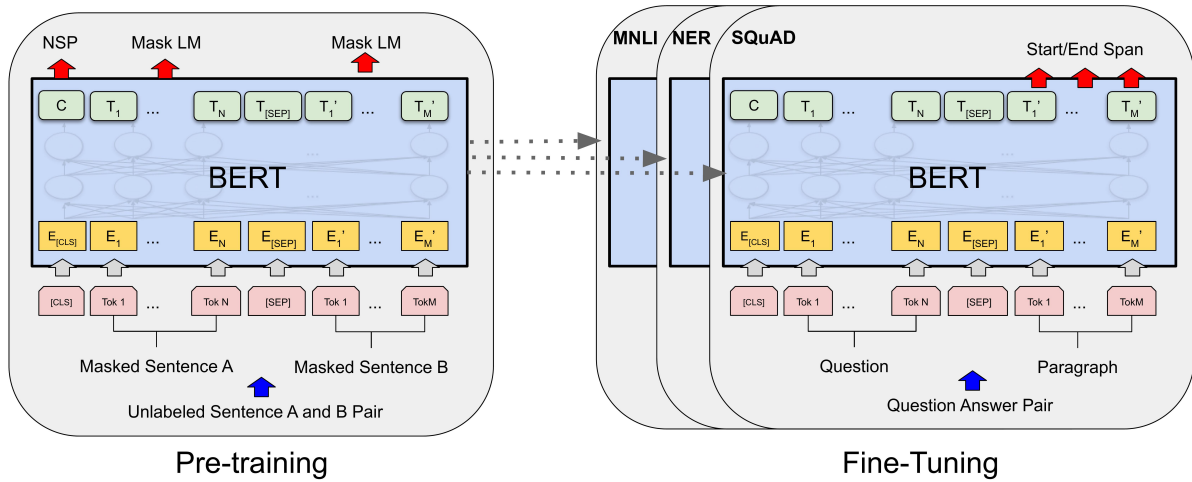 NSP Mask LM Mask LM
C T1 ... TN T[SEP] T1' ... TM'
...
BERT
...
E[CLS] E1 ... EN E[SEP] E1' ... EM'
[CLS] Tok 1 ... Tok N [SEP] Tok 1 ... TokM
Masked Sentence A Masked Sentence B
Unlabeled Sentence A and B Pair
Pre-training
MNLI NER SQuAD
Start/End Span
C T1 ... TN T[SEP] T1' ... TM'
...
BERT
...
E[CLS] E1 ... EN E[SEP] E1' ... EM'
[CLS] Tok 1 ... Tok N [SEP] Tok 1 ... TokM
Question Paragraph
Question Answer Pair
Fine-Tuning